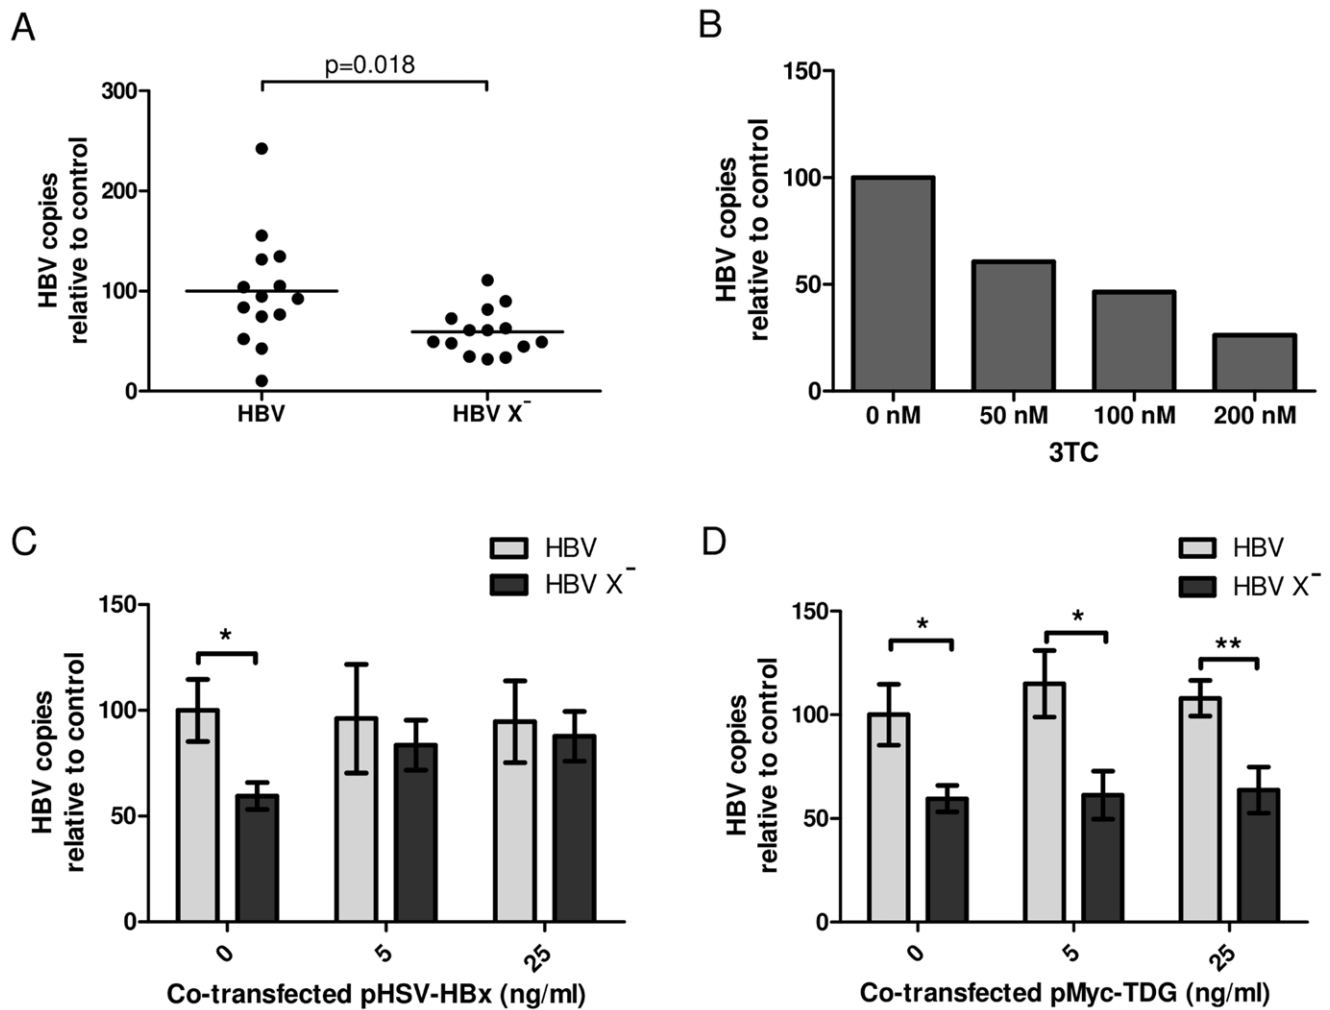 A
p=0.018
HBV copies
relative to control
300
200
100
0
HBV
HBV X⁻
B
HBV copies
relative to control
150
100
50
0
0 nM
50 nM
100 nM
200 nM
3TC
C
HBV
HBV X⁻
HBV copies
relative to control
150
100
50
0
*
0
5
25
Co-transfected pHSV-HBx (ng/ml)
D
HBV
HBV X⁻
HBV copies
relative to control
150
100
50
0
*
*
**
0
5
25
Co-transfected pMyc-TDG (ng/ml)